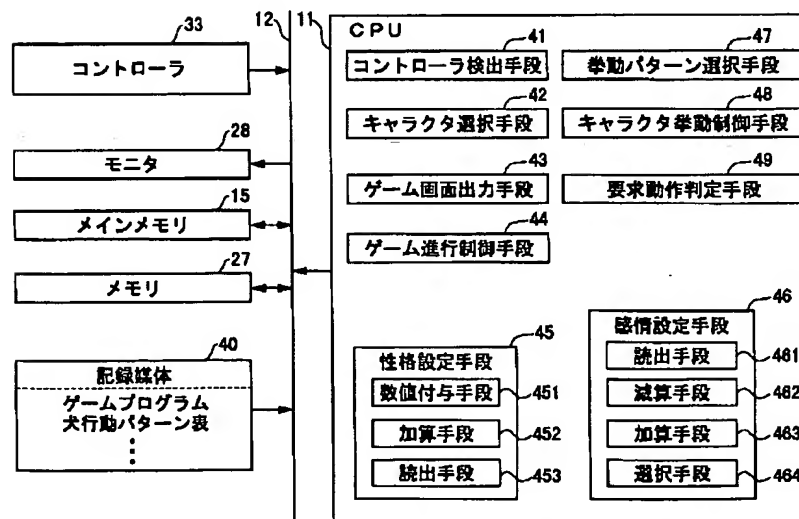 33
コントローラ
28
モニタ
15
メインメモリ
27
メモリ
40
記録媒体
ゲームプログラム
犬行動パターン表
12
11
CPU
41
コントローラ検出手段
42
キャラクタ選択手段
43
ゲーム画面出力手段
44
ゲーム進行制御手段
47
挙動パターン選択手段
48
キャラクタ挙動制御手段
49
要求動作判定手段
45
性格設定手段
数値付与手段 451
加算手段 452
読出手段 453
46
感情設定手段
読出手段 461
減算手段 462
加算手段 463
選択手段 464